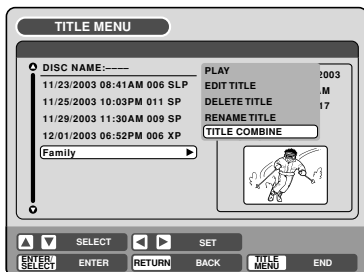 TITLE MENU
DISC NAME:----
11/23/2003 08:41AM 006 SLP
11/25/2003 10:03PM 011 SP
11/29/2003 11:30AM 009 SP
12/01/2003 06:52PM 006 XP
Family
PLAY
EDIT TITLE
DELETE TITLE
RENAME TITLE
TITLE COMBINE
2003
M
17
SELECT
SET
ENTER/SELECT ENTER
RETURN BACK
TITLE MENU END